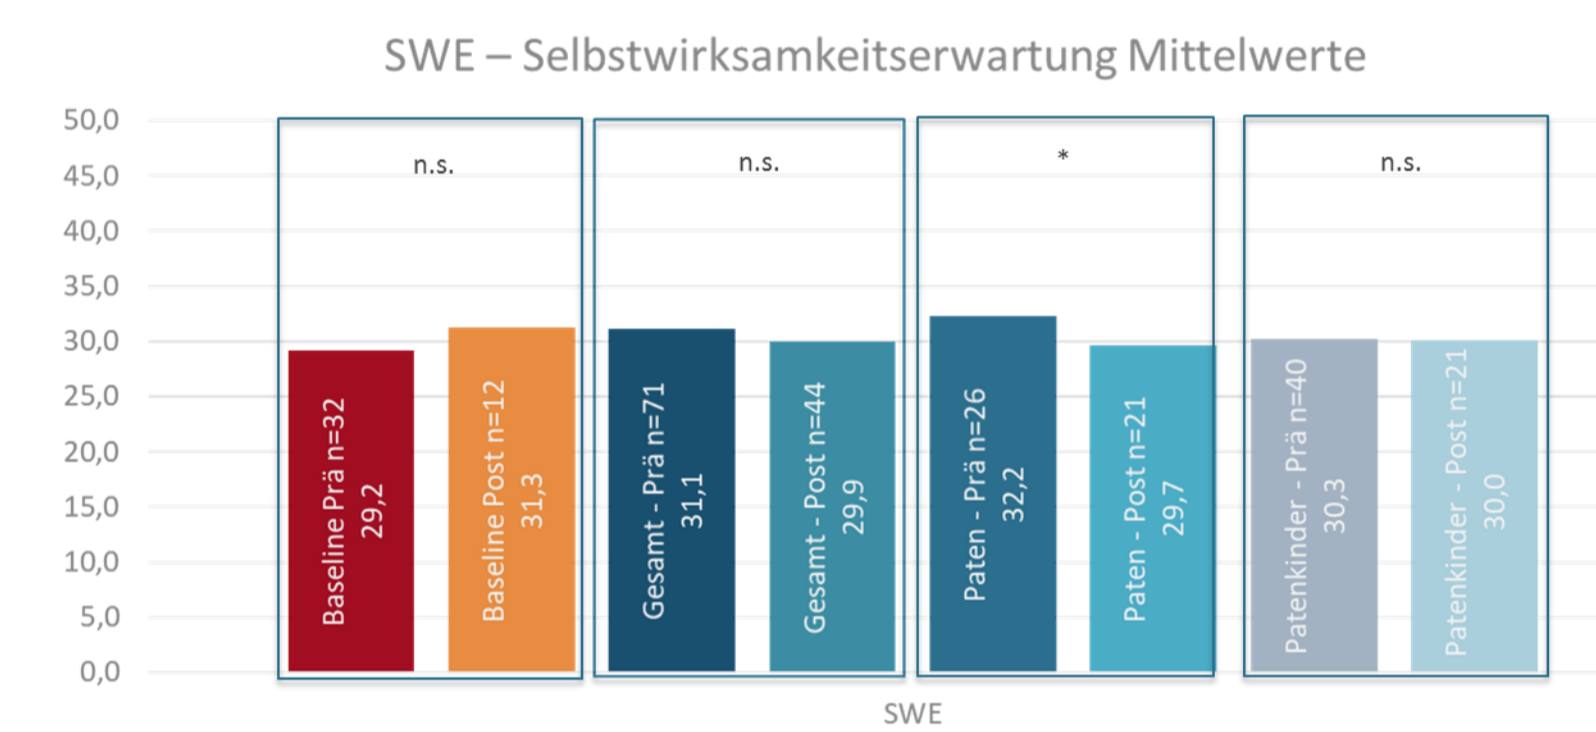 SWE – Selbstwirksamkeitserwartung Mittelwerte
50,0
45,0
40,0
35,0
30,0
25,0
20,0
15,0
10,0
5,0
0,0
n.s.
n.s.
*
n.s.
Baseline Prä n=32
29,2
Baseline Post n=12
31,3
Gesamt - Prä n=71
31,1
Gesamt - Post n=44
29,9
Paten - Prä n=26
32,2
Paten - Post n=21
29,7
Patenkinder - Prä n=40
30,3
Patenkinder - Post n=21
30,0
SWE